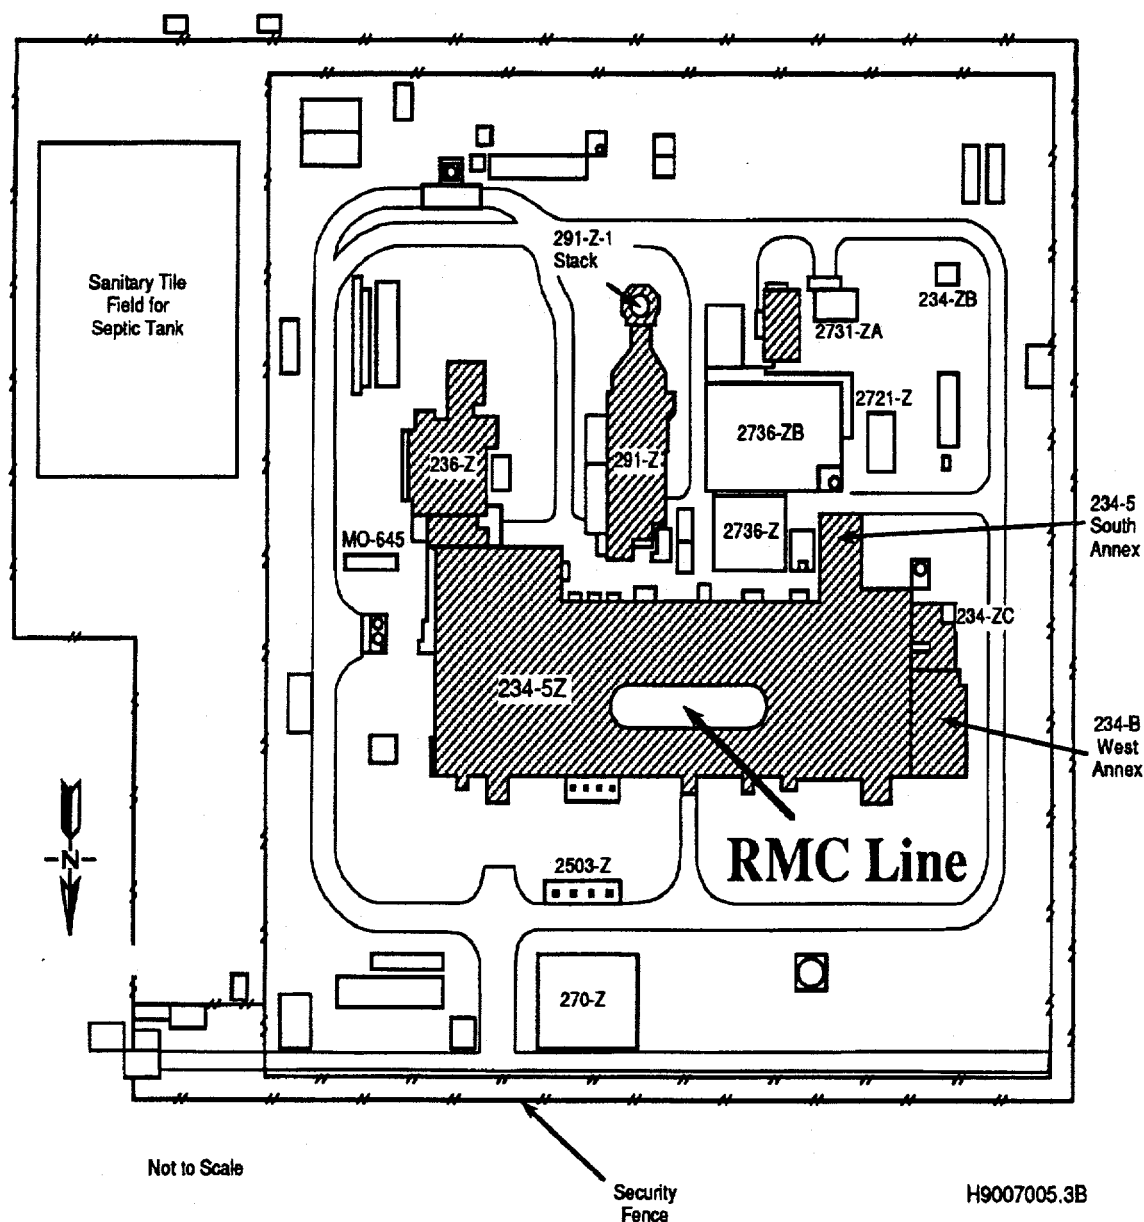 291-Z-1
Stack
Sanitary Tile
Field for
Septic Tank
234-ZB
2731-ZA
2721-Z
2736-ZB
236-Z
291-Z
234-5
South
Annex
2736-Z
MO-645
234-ZC
234-5Z
234-B
West
Annex
RMC Line
-N-
2503-Z
270-Z
Not to Scale
Security
Fence
H9007005.3B